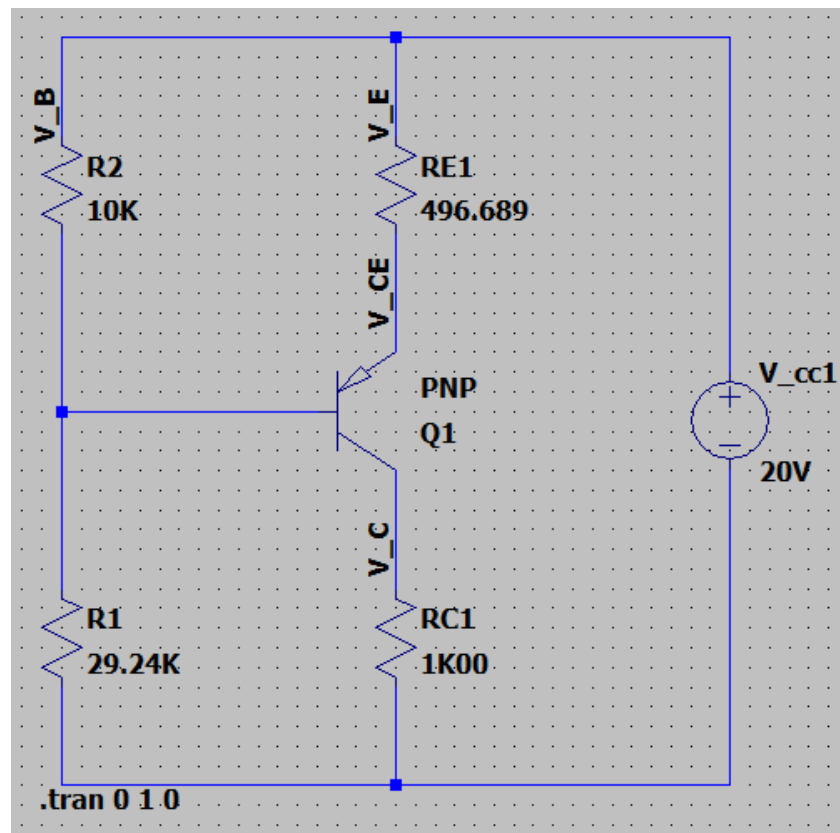 V_B
R2
10K
V_E
RE1
496.689
V_CE
PNP
Q1
V_cc1
20V
V_C
R1
29.24K
RC1
1K00
.tran 0 1 0